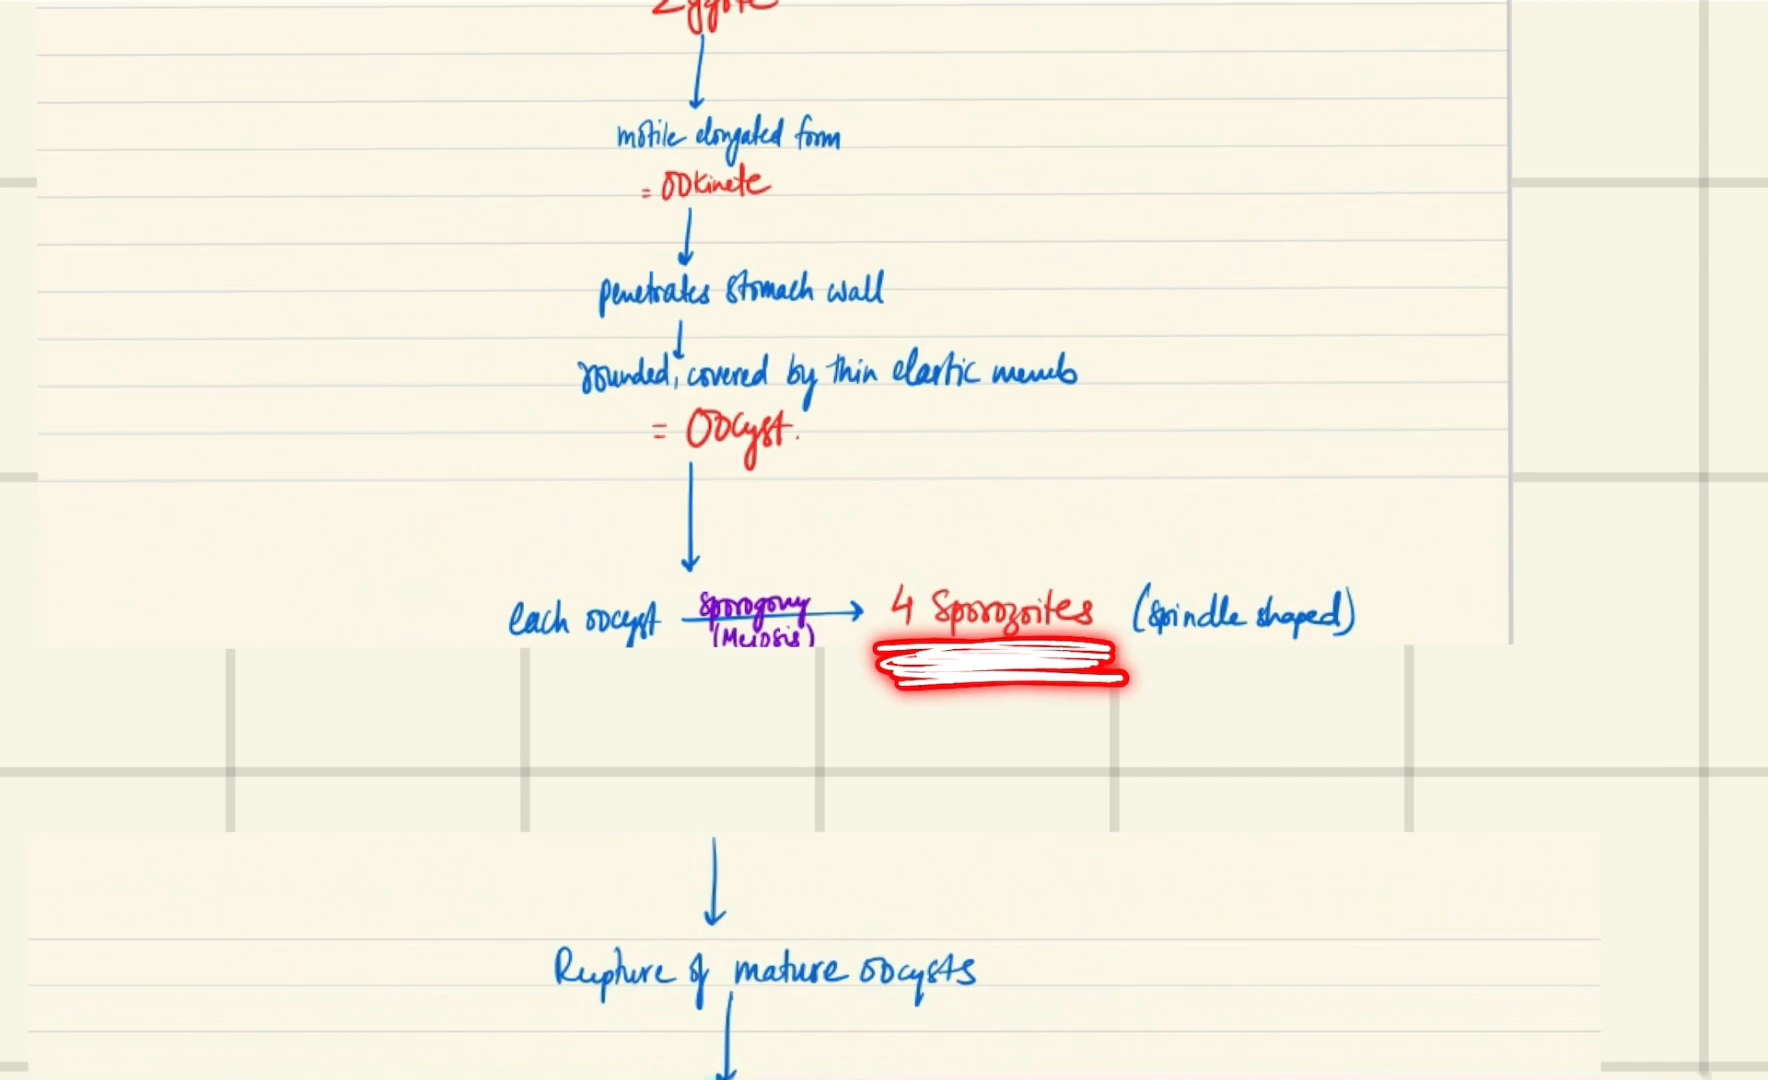 Zygote
motile elongated form
= OOkinete
penetrates stomach wall
rounded, covered by thin elastic memb
= OOcyst.
each oocyst sporogony (Meiosis) 4 Sporozoites (spindle shaped)
Rupture of mature oocysts